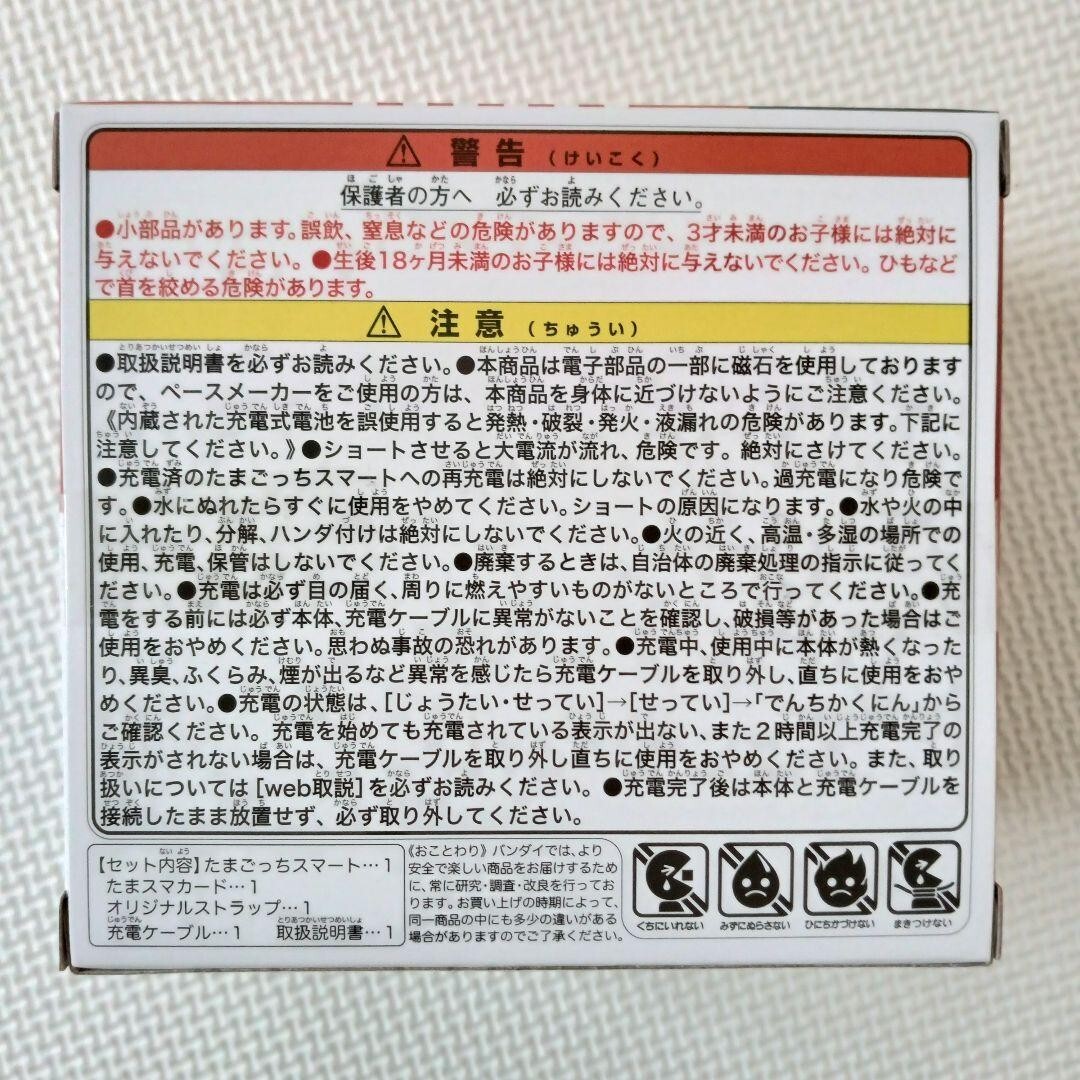 警告（けいこく）
保護者の方へ 必ずお読みください。
●小部品があります。誤飲、窒息などの危険がありますので、3才未満のお子様には絶対に
与えないでください。●生後18ヶ月未満のお子様には絶対に与えないでください。ひもなど
で首を絞める危険があります。
注意（ちゅうい）
●取扱説明書を必ずお読みください。●本商品は電子部品の一部に磁石を使用しております
ので、ペースメーカーをご使用の方は、本商品を身体に近づけないようにご注意ください。
《内蔵された充電式電池を誤使用すると発熱・破裂・発火・液漏れの危険があります。下記に
注意してください。》●ショートさせると大電流が流れ、危険です。絶対にさけてください。
●充電済のたまごっちスマートへの再充電は絶対にしないでください。過充電になり危険で
す。●水にぬれたらすぐに使用をやめてください。ショートの原因になります。●水や火の中
に入れたり、分解、ハンダ付けは絶対にしないでください。●火の近く、高温・多湿の場所での
使用、充電、保管はしないでください。●廃棄するときは、自治体の廃棄処理の指示に従ってく
ださい。●充電は必ず目の届く、周りに燃えやすいものがないところで行ってください。●充
電をする前には必ず本体、充電ケーブルに異常がないことを確認し、破損等があった場合はご
使用をおやめください。思わぬ事故の恐れがあります。●充電中、使用中に本体が熱くなった
り、異臭、ふくらみ、煙が出るなど異常を感じたら充電ケーブルを取り外し、直ちに使用をおや
めください。●充電の状態は、[じょうたい・せってい]→[せってい]→「でんちかくにん」から
ご確認ください。充電を始めても充電されている表示が出ない、また2時間以上充電完了の
表示がされない場合は、充電ケーブルを取り外し直ちに使用をおやめください。また、取り
扱いについては[web取説]を必ずお読みください。●充電完了後は本体と充電ケーブルを
接続したまま放置せず、必ず取り外してください。
【セット内容】たまごっちスマート…1
たまスマカード…1
オリジナルストラップ…1
充電ケーブル…1 取扱説明書…1
《おことわり》バンダイでは、より
安全で楽しい商品をお届けするため
に、常に研究・調査・改良を行ってお
ります。お買い上げの時期によって、
同一商品の中にも多少の違いがある
場合がありますのでご了承ください。
くちにいれない みずにぬらさない ひにちかづけない まきつけない